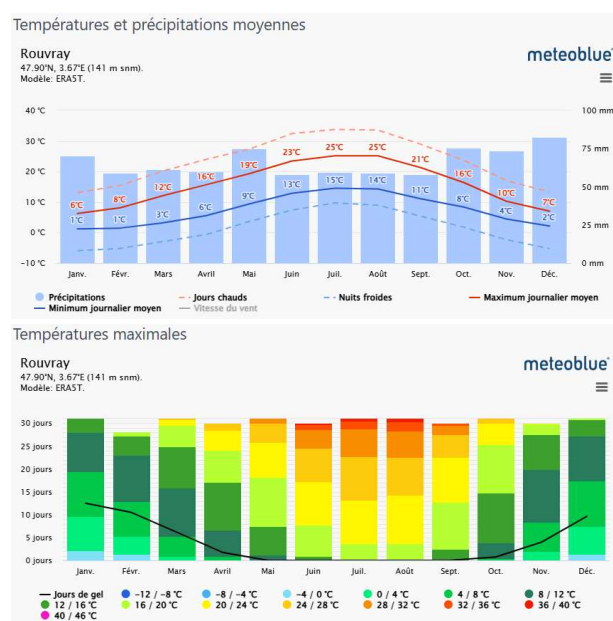 Températures et précipitations moyennes
Rouvray
47.90°N, 3.67°E (141 m snm).
Modèle: ERA5T.
meteoblue®
40 °C
30 °C
20 °C
10 °C
0 °C
-10 °C
100 mm
75 mm
50 mm
25 mm
0 mm
6°C 8°C 12°C 16°C 19°C 23°C 25°C 25°C 21°C 16°C 10°C 7°C
1°C 1°C 3°C 6°C 9°C 13°C 15°C 14°C 11°C 8°C 4°C 2°C
Janv. Févr. Mars Avril Mai Juin Juil. Août Sept. Oct. Nov. Déc.
Précipitations Jours chauds Nuits froides Maximum journalier moyen
Minimum journalier moyen Vitesse du vent
Températures maximales
Rouvray
47.90°N, 3.67°E (141 m snm).
Modèle: ERA5T.
meteoblue®
30 jours
25 jours
20 jours
15 jours
10 jours
5 jours
0 jours
Janv. Févr. Mars Avril Mai Juin Juil. Août Sept. Oct. Nov. Déc.
Jours de gel -12 / -8 °C -8 / -4 °C -4 / 0 °C 0 / 4 °C 4 / 8 °C 8 / 12 °C
12 / 16 °C 16 / 20 °C 20 / 24 °C 24 / 28 °C 28 / 32 °C 32 / 36 °C 36 / 40 °C
40 / 46 °C